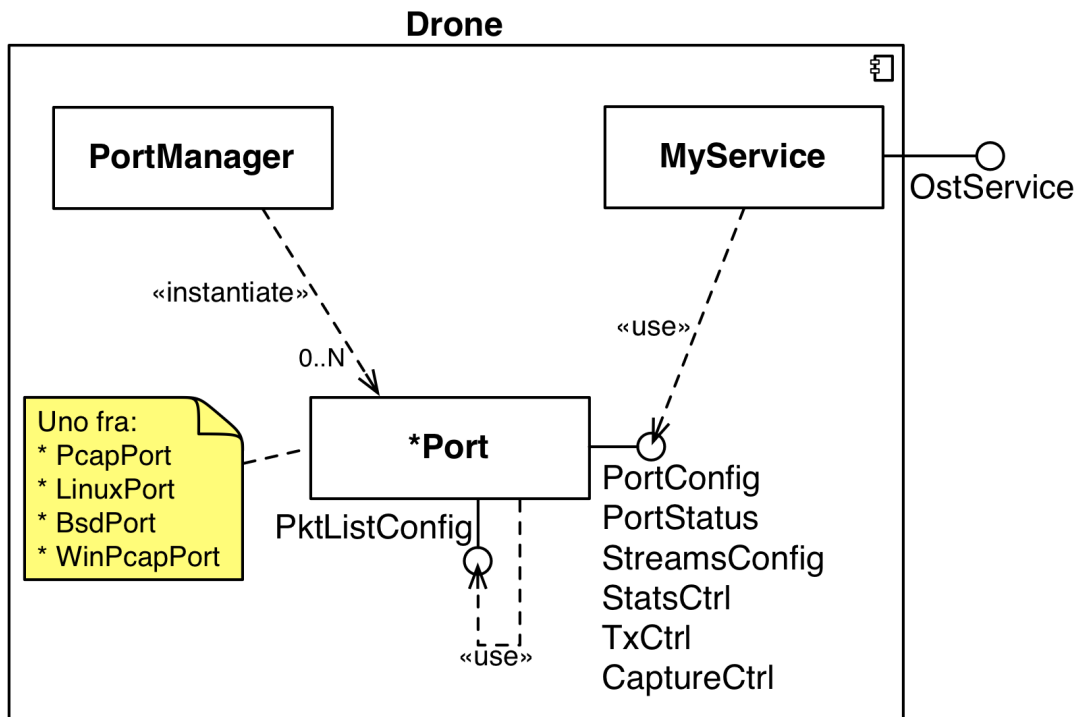 Drone
PortManager
MyService
OstService
«instantiate»
«use»
0..N
Uno fra:
* PcapPort
* LinuxPort
* BsdPort
* WinPcapPort
*Port
PortConfig
PortStatus
StreamsConfig
StatsCtrl
TxCtrl
CaptureCtrl
PktListConfig
«use»